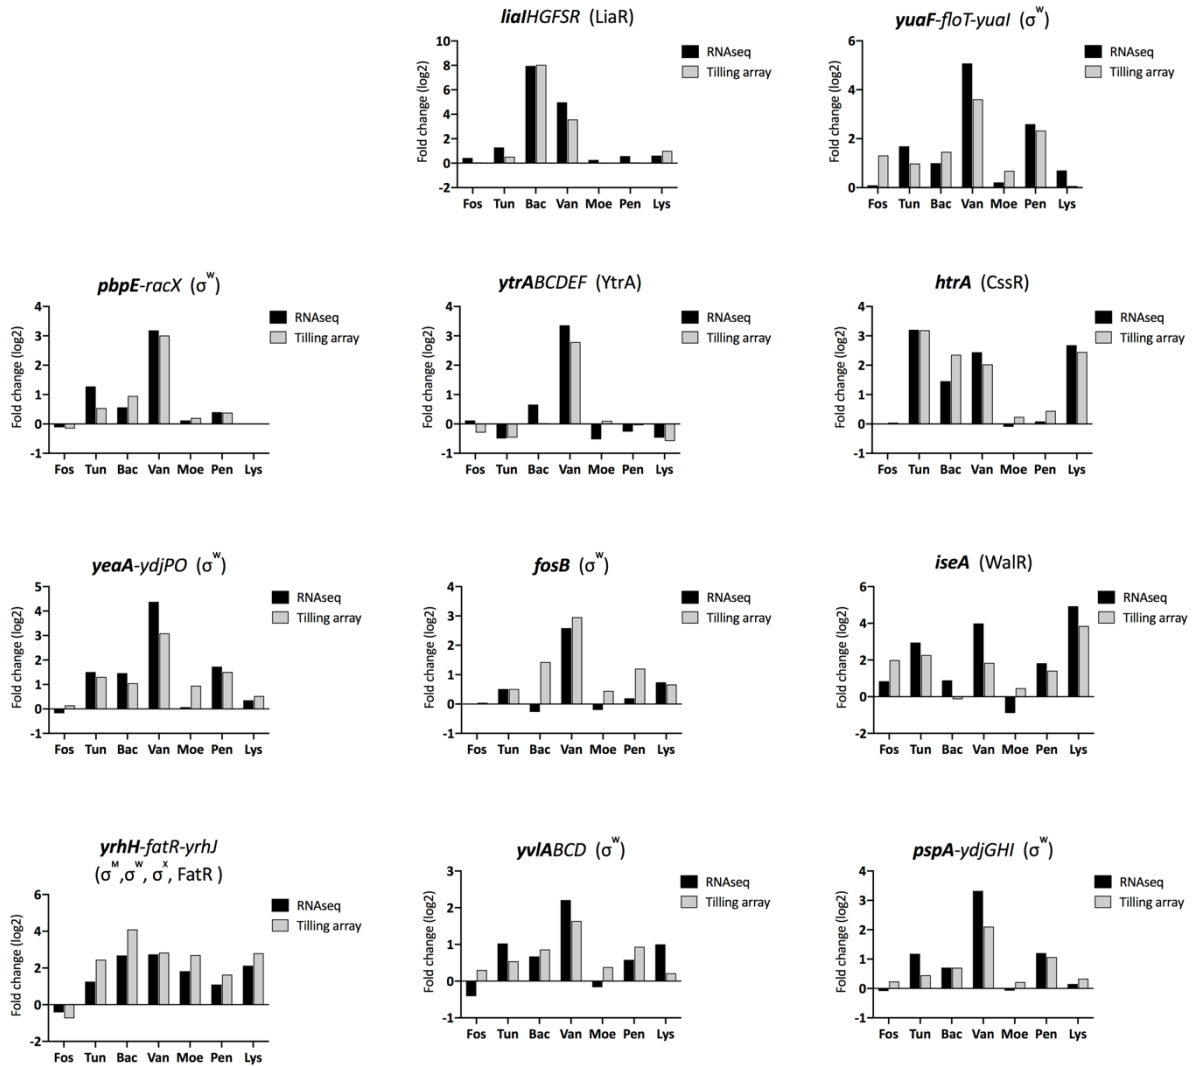 liaIHGFSR (LiaR)
Fold change (log2)
10
8
6
4
2
0
-2
Fos Tun Bac Van Moe Pen Lys
RNAseq
Tilling array
yuaF-floT-yuaI (σW)
Fold change (log2)
6
4
2
0
Fos Tun Bac Van Moe Pen Lys
RNAseq
Tilling array
pbpE-racX (σW)
Fold change (log2)
4
3
2
1
0
-1
Fos Tun Bac Van Moe Pen Lys
RNAseq
Tilling array
ytrABCDEF (YtrA)
Fold change (log2)
4
3
2
1
0
-1
Fos Tun Bac Van Moe Pen Lys
RNAseq
Tilling array
htrA (CssR)
Fold change (log2)
4
3
2
1
0
-1
Fos Tun Bac Van Moe Pen Lys
RNAseq
Tilling array
yeaA-ydjPO (σW)
Fold change (log2)
5
4
3
2
1
0
-1
Fos Tun Bac Van Moe Pen Lys
RNAseq
Tilling array
fosB (σW)
Fold change (log2)
4
3
2
1
0
-1
Fos Tun Bac Van Moe Pen Lys
RNAseq
Tilling array
iseA (WalR)
Fold change (log2)
6
4
2
0
-2
Fos Tun Bac Van Moe Pen Lys
RNAseq
Tilling array
yrhH-fatR-yrhJ
(σM,σW, σX, FatR )
Fold change (log2)
6
4
2
0
-2
Fos Tun Bac Van Moe Pen Lys
RNAseq
Tilling array
yvlABCD (σW)
Fold change (log2)
3
2
1
0
-1
Fos Tun Bac Van Moe Pen Lys
RNAseq
Tilling array
pspA-ydjGHI (σW)
Fold change (log2)
4
3
2
1
0
-1
Fos Tun Bac Van Moe Pen Lys
RNAseq
Tilling array